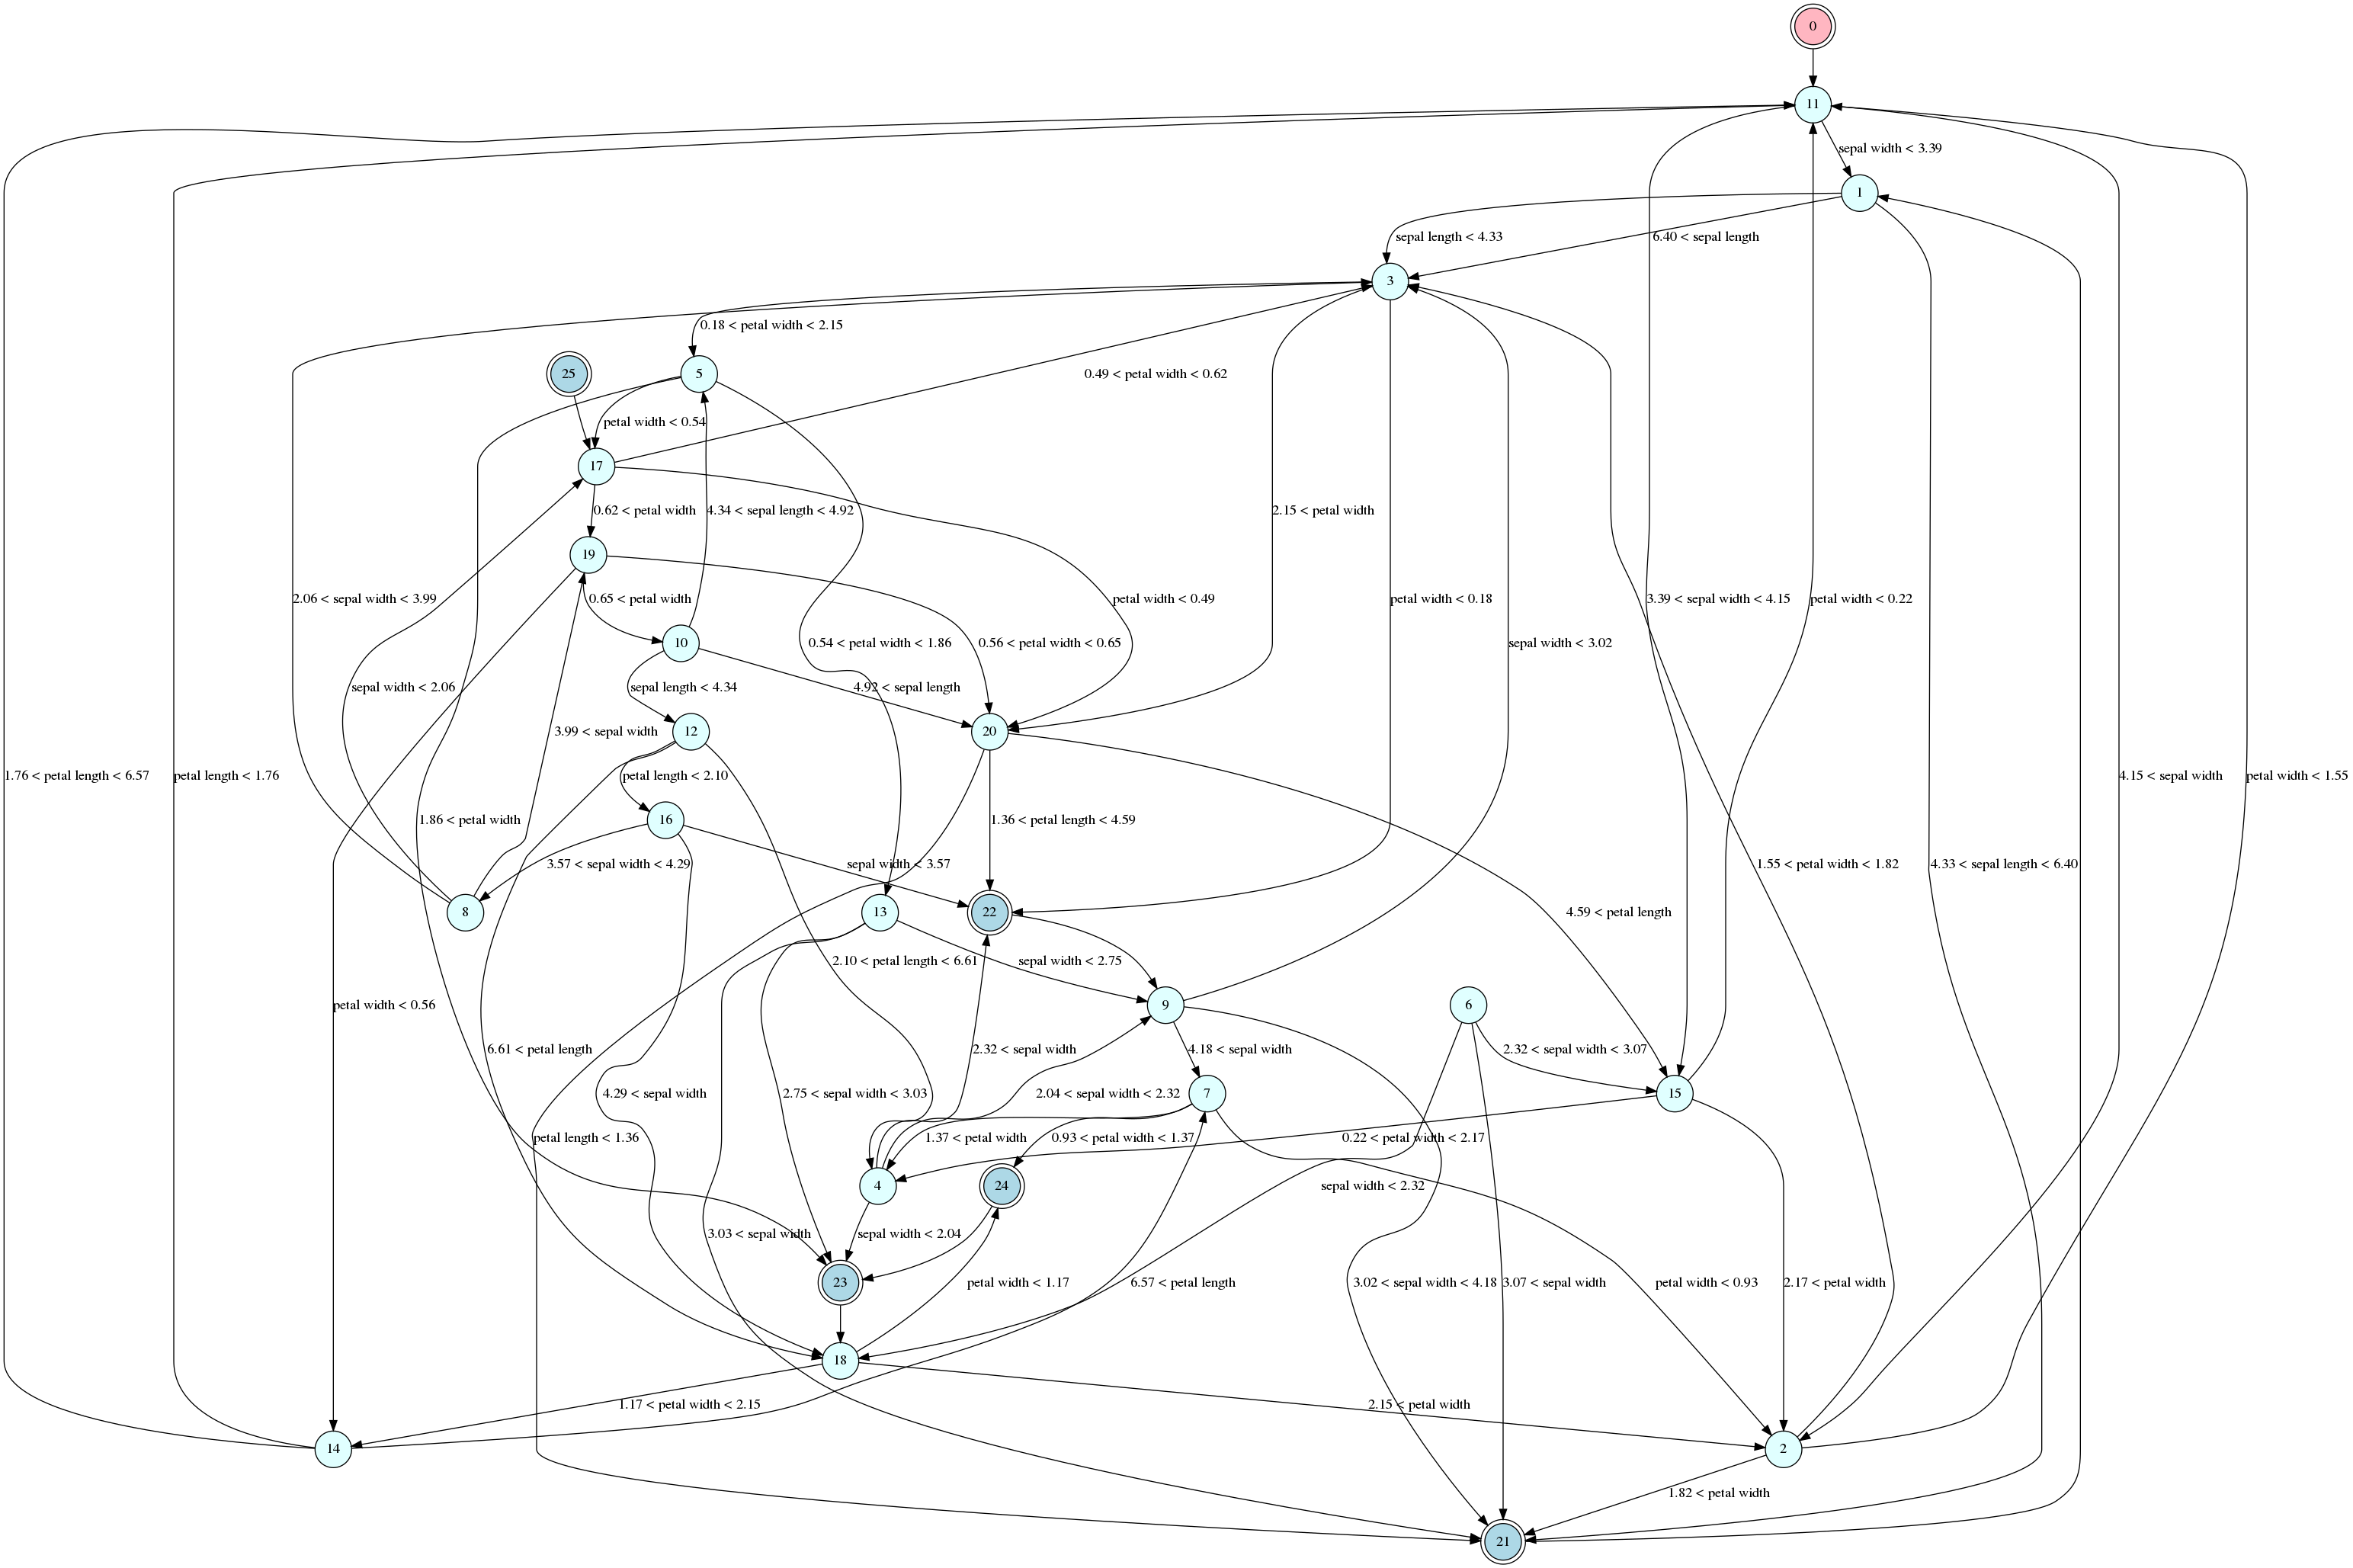 0
11
sepal width < 3.39
1
sepal length < 4.33
6.40 < sepal length
3
0.18 < petal width < 2.15
25
5
0.49 < petal width < 0.62
petal width < 0.54
17
0.62 < petal width
4.34 < sepal length < 4.92
2.15 < petal width
19
2.06 < sepal width < 3.99
0.65 < petal width
petal width < 0.49
petal width < 0.18
3.39 < sepal width < 4.15
petal width < 0.22
10
0.54 < petal width < 1.86
0.56 < petal width < 0.65
sepal width < 3.02
sepal width < 2.06
sepal length < 4.34
4.92 < sepal length
3.99 < sepal width
12
20
1.76 < petal length < 6.57
petal length < 1.76
petal length < 2.10
4.15 < sepal width
petal width < 1.55
1.86 < petal width
16
1.36 < petal length < 4.59
3.57 < sepal width < 4.29
sepal width < 3.57
1.55 < petal width < 1.82
4.33 < sepal length < 6.40
8
13
22
4.59 < petal length
2.10 < petal length < 6.61
sepal width < 2.75
petal width < 0.56
9
6
6.61 < petal length
2.32 < sepal width
4.18 < sepal width
2.32 < sepal width < 3.07
4.29 < sepal width
2.75 < sepal width < 3.03
2.04 < sepal width < 2.32
7
15
petal length < 1.36
1.37 < petal width
0.93 < petal width < 1.37
0.22 < petal width < 2.17
4
24
sepal width < 2.32
3.03 < sepal width
sepal width < 2.04
23
petal width < 1.17
6.57 < petal length
3.02 < sepal width < 4.18
3.07 < sepal width
petal width < 0.93
2.17 < petal width
18
1.17 < petal width < 2.15
2.15 < petal width
14
2
1.82 < petal width
21